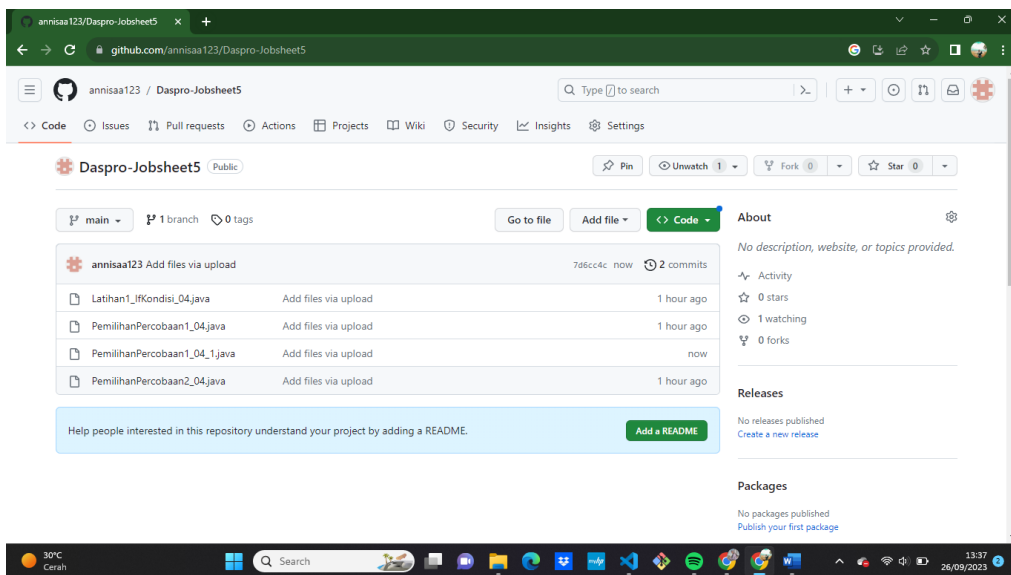 annisaa123/Daspro-Jobsheet5
github.com/annisaa123/Daspro-Jobsheet5
annisaa123 / Daspro-Jobsheet5
Type / to search
<> Code Issues Pull requests Actions Projects Wiki Security Insights Settings
Daspro-Jobsheet5 Public
Pin Unwatch 1 Fork 0 Star 0
main 1 branch 0 tags Go to file Add file <> Code
annisaa123 Add files via upload 7d6cc4c now 2 commits
Latihan1_IfKondisi_04.java Add files via upload 1 hour ago
PemilihanPercobaan1_04.java Add files via upload 1 hour ago
PemilihanPercobaan1_04_1.java Add files via upload now
PemilihanPercobaan2_04.java Add files via upload 1 hour ago
Help people interested in this repository understand your project by adding a README. Add a README
About
No description, website, or topics provided.
Activity
0 stars
1 watching
0 forks
Releases
No releases published
Create a new release
Packages
No packages published
Publish your first package
30°C
Cerah
Search
13:37
26/09/2023 2